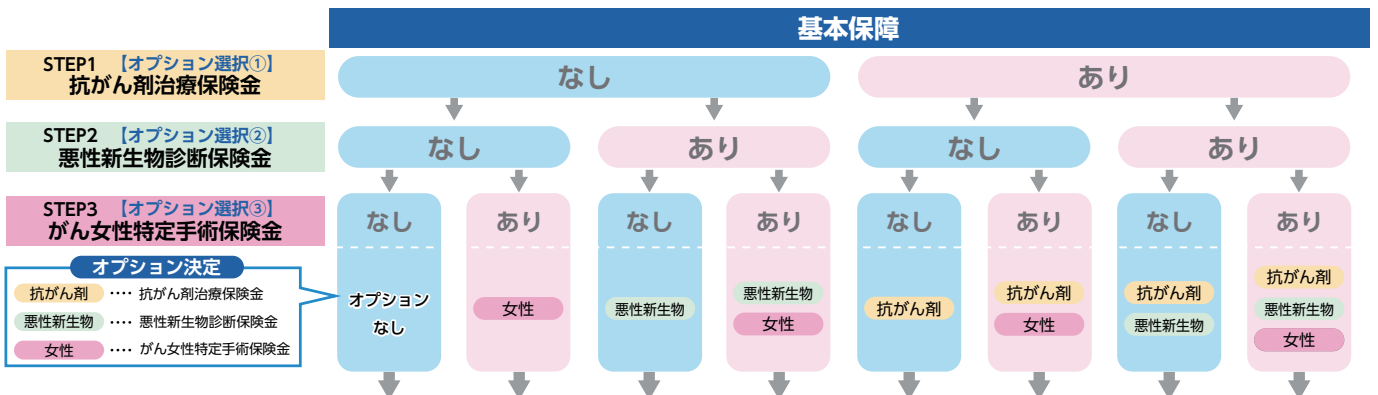 基本保障
STEP1 【オプション選択①】
抗がん剤治療保険金
なし
あり
STEP2 【オプション選択②】
悪性新生物診断保険金
なし
あり
なし
あり
STEP3 【オプション選択③】
がん女性特定手術保険金
なし
あり
なし
あり
なし
あり
なし
あり
オプション決定
抗がん剤 ‥‥ 抗がん剤治療保険金
悪性新生物 ‥‥ 悪性新生物診断保険金
女性 ‥‥ がん女性特定手術保険金
オプション
なし
女性
悪性新生物
悪性新生物
女性
抗がん剤
抗がん剤
女性
抗がん剤
悪性新生物
抗がん剤
悪性新生物
女性